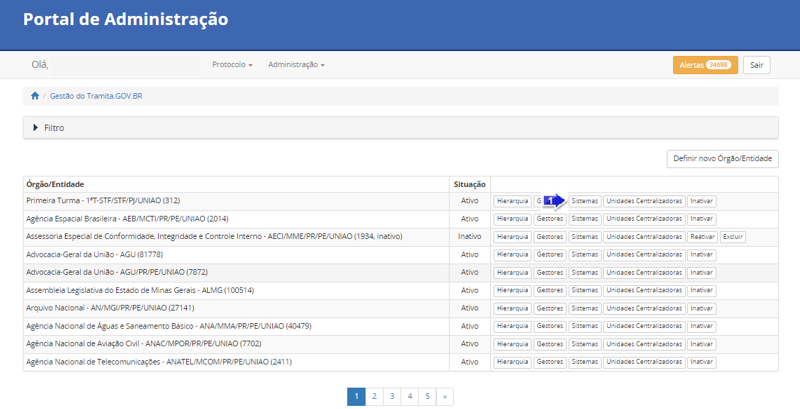 Portal de Administração
Olá, Protocolo Administração Alertas 34608 Sair
/ Gestão do Tramita.GOV.BR
Filtro
Definir novo Órgão/Entidade
Órgão/Entidade Situação
Primeira Turma - 1ªT-STF/STF/PJ/UNIAO (312) Ativo Hierarquia G 1 Sistemas Unidades Centralizadoras Inativar
Agência Espacial Brasileira - AEB/MCTI/PR/PE/UNIAO (2014) Ativo Hierarquia Gestores Sistemas Unidades Centralizadoras Inativar
Assessoria Especial de Conformidade, Integridade e Controle Interno - AECI/MME/PR/PE/UNIAO (1934, inativo) Inativo Hierarquia Gestores Sistemas Unidades Centralizadoras Reativar Excluir
Advocacia-Geral da União - AGU (81778) Ativo Hierarquia Gestores Sistemas Unidades Centralizadoras Inativar
Advocacia-Geral da União - AGU/PR/PE/UNIAO (7872) Ativo Hierarquia Gestores Sistemas Unidades Centralizadoras Inativar
Assembleia Legislativa do Estado de Minas Gerais - ALMG (100514) Ativo Hierarquia Gestores Sistemas Unidades Centralizadoras Inativar
Arquivo Nacional - AN/MGI/PR/PE/UNIAO (27141) Ativo Hierarquia Gestores Sistemas Unidades Centralizadoras Inativar
Agência Nacional de Águas e Saneamento Básico - ANA/MMA/PR/PE/UNIAO (40479) Ativo Hierarquia Gestores Sistemas Unidades Centralizadoras Inativar
Agência Nacional de Aviação Civil - ANAC/MPOR/PR/PE/UNIAO (7702) Ativo Hierarquia Gestores Sistemas Unidades Centralizadoras Inativar
Agência Nacional de Telecomunicações - ANATEL/MCOM/PR/PE/UNIAO (2411) Ativo Hierarquia Gestores Sistemas Unidades Centralizadoras Inativar
1 2 3 4 5 »